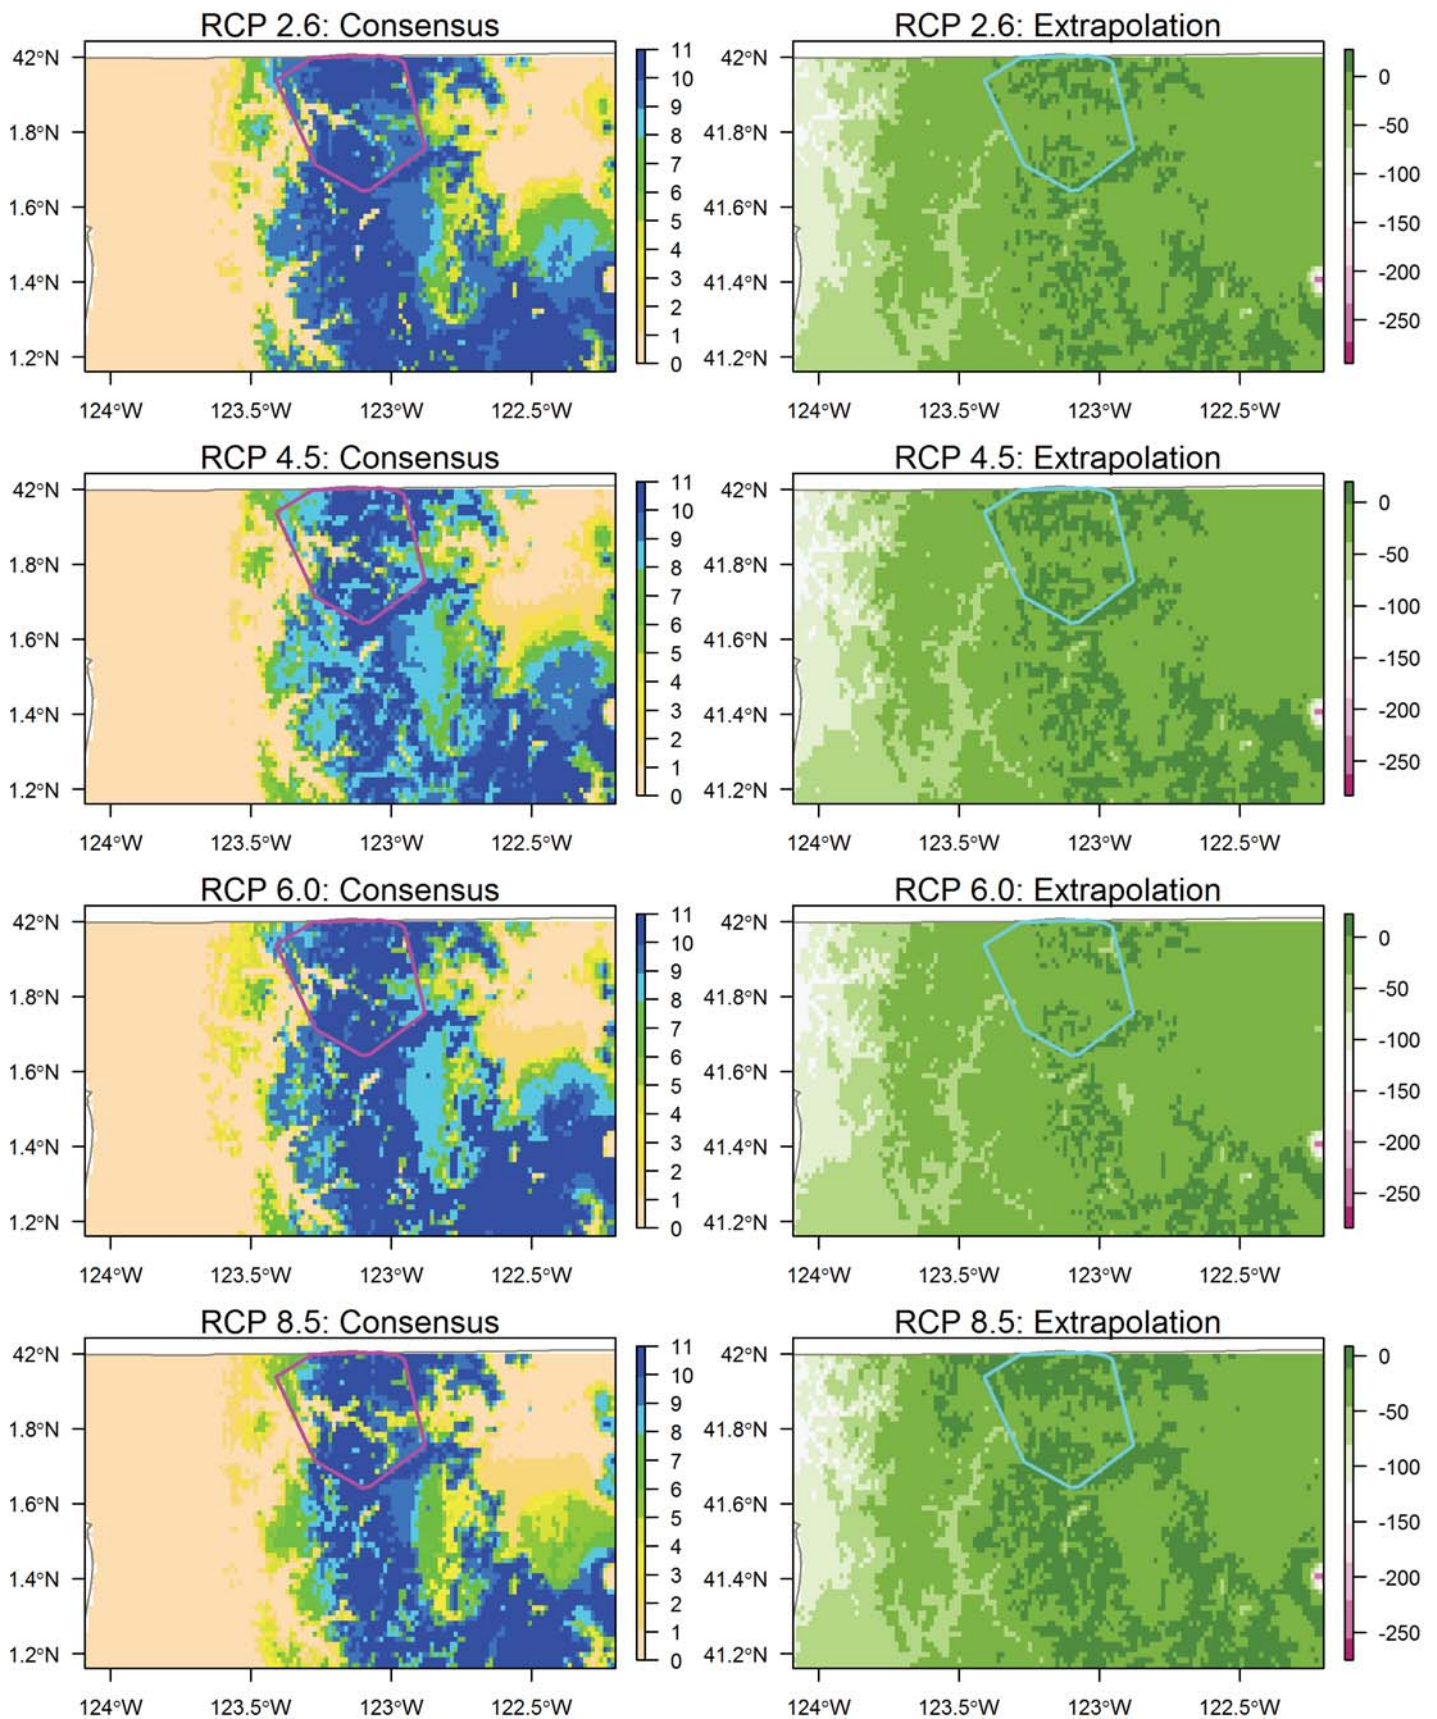 RCP 2.6: Consensus
42°N
1.8°N
1.6°N
1.4°N
1.2°N
124°W 123.5°W 123°W 122.5°W
11
10
9
8
7
6
5
4
3
2
1
0
RCP 2.6: Extrapolation
42°N
41.8°N
41.6°N
41.4°N
41.2°N
124°W 123.5°W 123°W 122.5°W
0
-50
-100
-150
-200
-250
RCP 4.5: Consensus
42°N
1.8°N
1.6°N
1.4°N
1.2°N
124°W 123.5°W 123°W 122.5°W
11
10
9
8
7
6
5
4
3
2
1
0
RCP 4.5: Extrapolation
42°N
41.8°N
41.6°N
41.4°N
41.2°N
124°W 123.5°W 123°W 122.5°W
0
-50
-100
-150
-200
-250
RCP 6.0: Consensus
42°N
1.8°N
1.6°N
1.4°N
1.2°N
124°W 123.5°W 123°W 122.5°W
11
10
9
8
7
6
5
4
3
2
1
0
RCP 6.0: Extrapolation
42°N
41.8°N
41.6°N
41.4°N
41.2°N
124°W 123.5°W 123°W 122.5°W
0
-50
-100
-150
-200
-250
RCP 8.5: Consensus
42°N
1.8°N
1.6°N
1.4°N
1.2°N
124°W 123.5°W 123°W 122.5°W
11
10
9
8
7
6
5
4
3
2
1
0
RCP 8.5: Extrapolation
42°N
41.8°N
41.6°N
41.4°N
41.2°N
124°W 123.5°W 123°W 122.5°W
0
-50
-100
-150
-200
-250